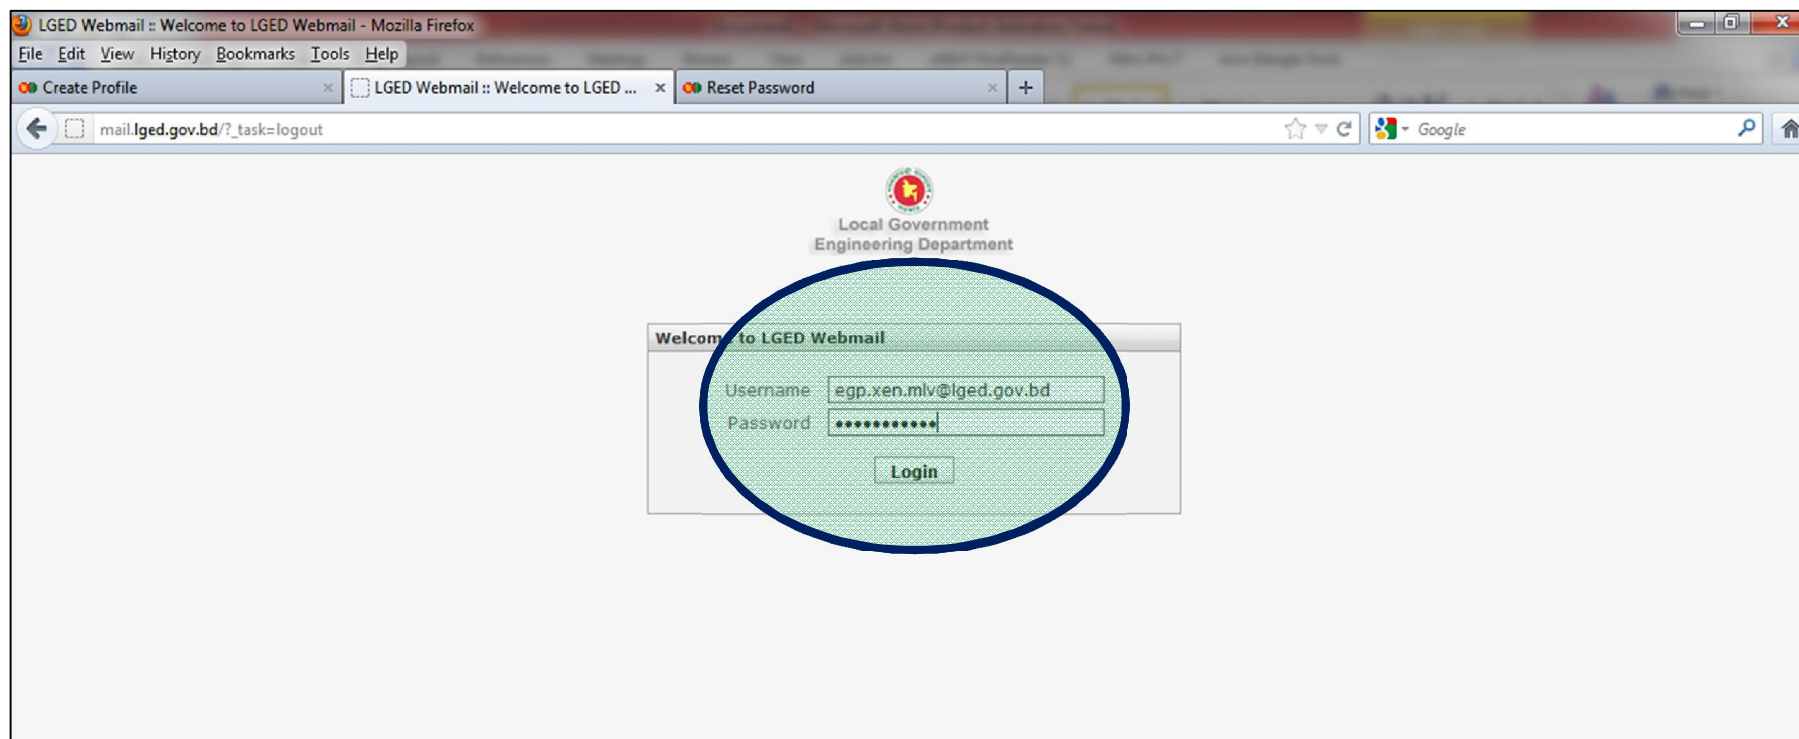 LGED Webmail :: Welcome to LGED Webmail - Mozilla Firefox
File Edit View History Bookmarks Tools Help
Create Profile
LGED Webmail :: Welcome to LGED ...
Reset Password
mail.lged.gov.bd/?_task=logout
Google
Local Government
Engineering Department
Welcome to LGED Webmail
Username egp.xen.mlv@lged.gov.bd
Password •••••••••••
Login